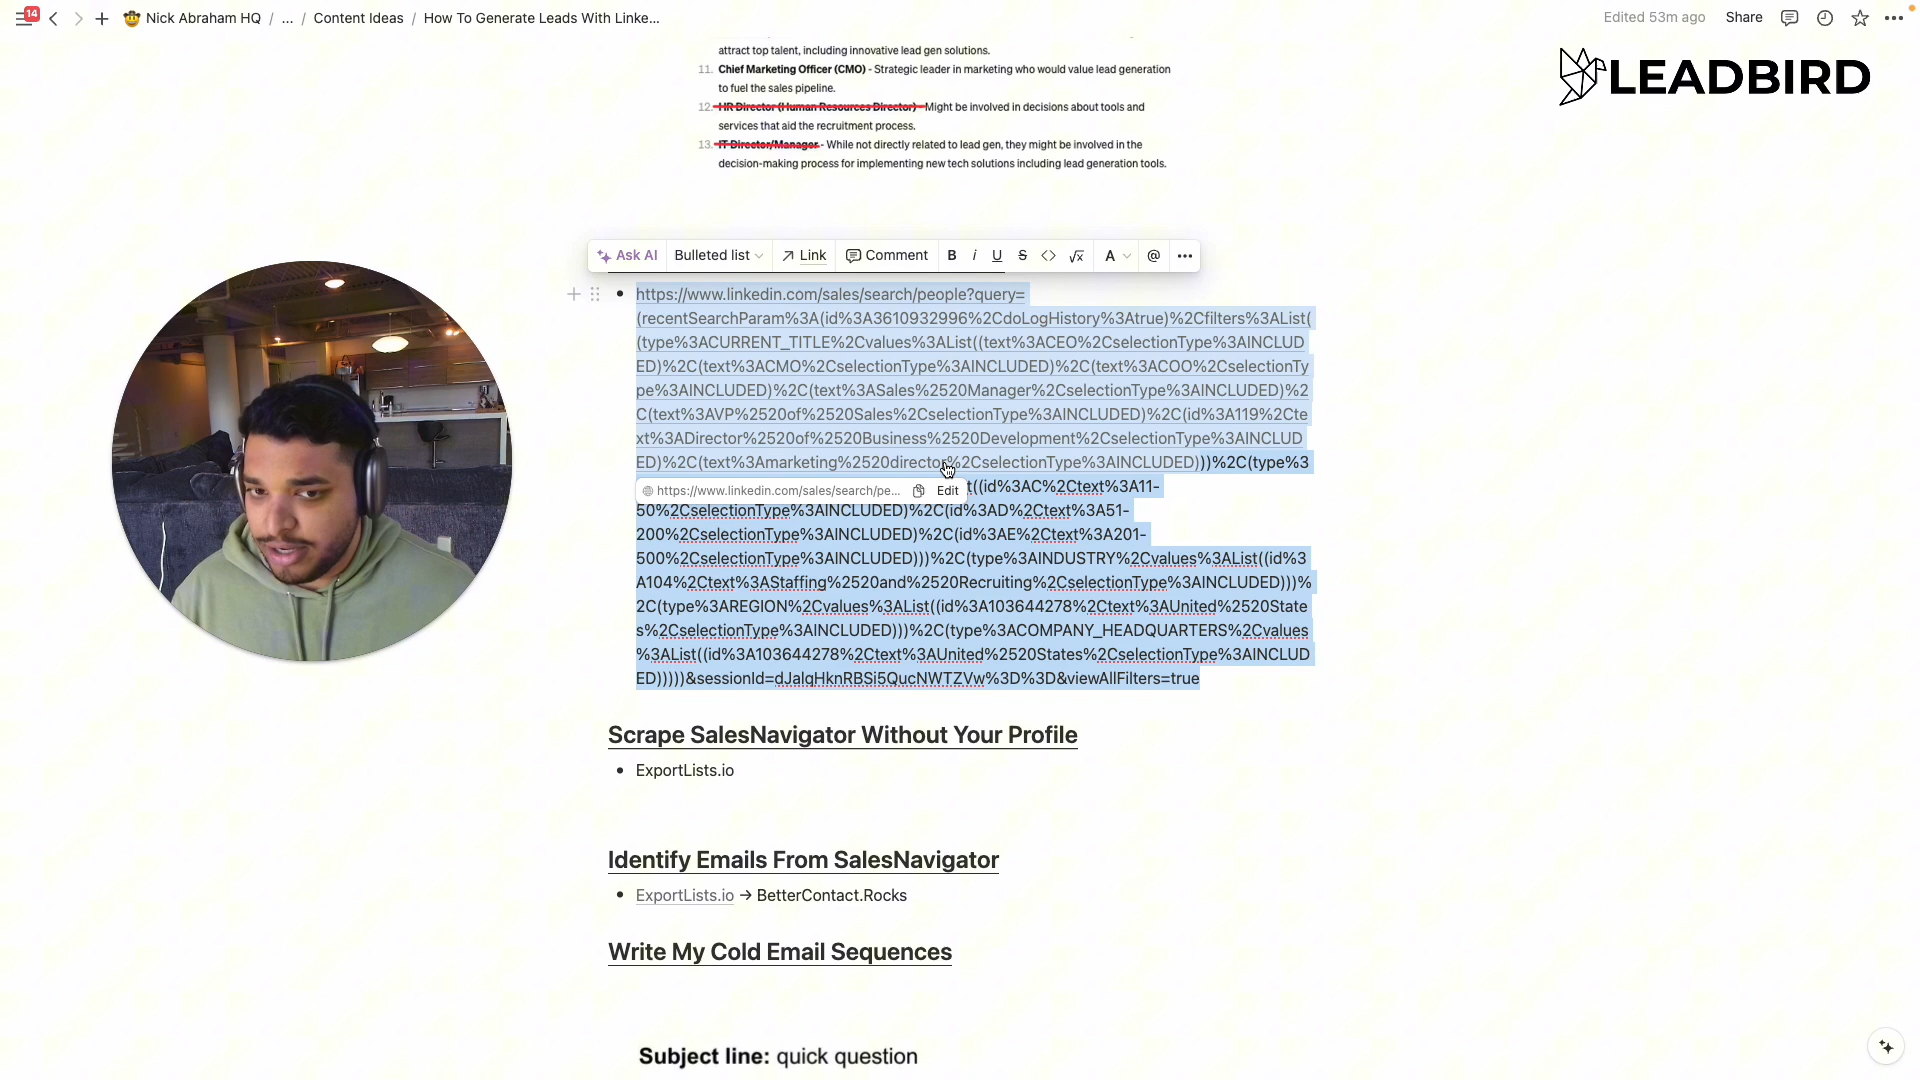 14
Nick Abraham HQ / ... / Content Ideas / How To Generate Leads With Linke...
Edited 53m ago
Share
LEADBIRD
attract top talent, including innovative lead gen solutions.
11. Chief Marketing Officer (CMO) - Strategic leader in marketing who would value lead generation
to fuel the sales pipeline.
12. HR Director (Human Resources Director) - Might be involved in decisions about tools and
services that aid the recruitment process.
13. IT Director/Manager - While not directly related to lead gen, they might be involved in the
decision-making process for implementing new tech solutions including lead generation tools.
Ask AI Bulleted list Link Comment B i U S <> √x A @ •••
• https://www.linkedin.com/sales/search/people?query=
(recentSearchParam%3A(id%3A3610932996%2CdoLogHistory%3Atrue)%2Cfilters%3AList(
(type%3ACURRENT_TITLE%2Cvalues%3AList((text%3ACEO%2CselectionType%3AINCLUD
ED)%2C(text%3ACMO%2CselectionType%3AINCLUDED)%2C(text%3ACOO%2CselectionTy
pe%3AINCLUDED)%2C(text%3ASales%2520Manager%2CselectionType%3AINCLUDED)%2
C(text%3AVP%2520of%2520Sales%2CselectionType%3AINCLUDED)%2C(id%3A119%2Cte
xt%3ADirector%2520of%2520Business%2520Development%2CselectionType%3AINCLUD
ED)%2C(text%3Amarketing%2520director%2CselectionType%3AINCLUDED)))%2C(type%3
t((id%3AC%2Ctext%3A11-
https://www.linkedin.com/sales/search/pe... Edit
50%2CselectionType%3AINCLUDED)%2C(id%3AD%2Ctext%3A51-
200%2CselectionType%3AINCLUDED)%2C(id%3AE%2Ctext%3A201-
500%2CselectionType%3AINCLUDED)))%2C(type%3AINDUSTRY%2Cvalues%3AList((id%3
A104%2Ctext%3AStaffing%2520and%2520Recruiting%2CselectionType%3AINCLUDED)))%
2C(type%3AREGION%2Cvalues%3AList((id%3A103644278%2Ctext%3AUnited%2520State
s%2CselectionType%3AINCLUDED)))%2C(type%3ACOMPANY_HEADQUARTERS%2Cvalues
%3AList((id%3A103644278%2Ctext%3AUnited%2520States%2CselectionType%3AINCLUD
ED)))))&sessionId=dJalqHknRBSi5QucNWTZVw%3D%3D&viewAllFilters=true
Scrape SalesNavigator Without Your Profile
• ExportLists.io
Identify Emails From SalesNavigator
• ExportLists.io → BetterContact.Rocks
Write My Cold Email Sequences
Subject line: quick question